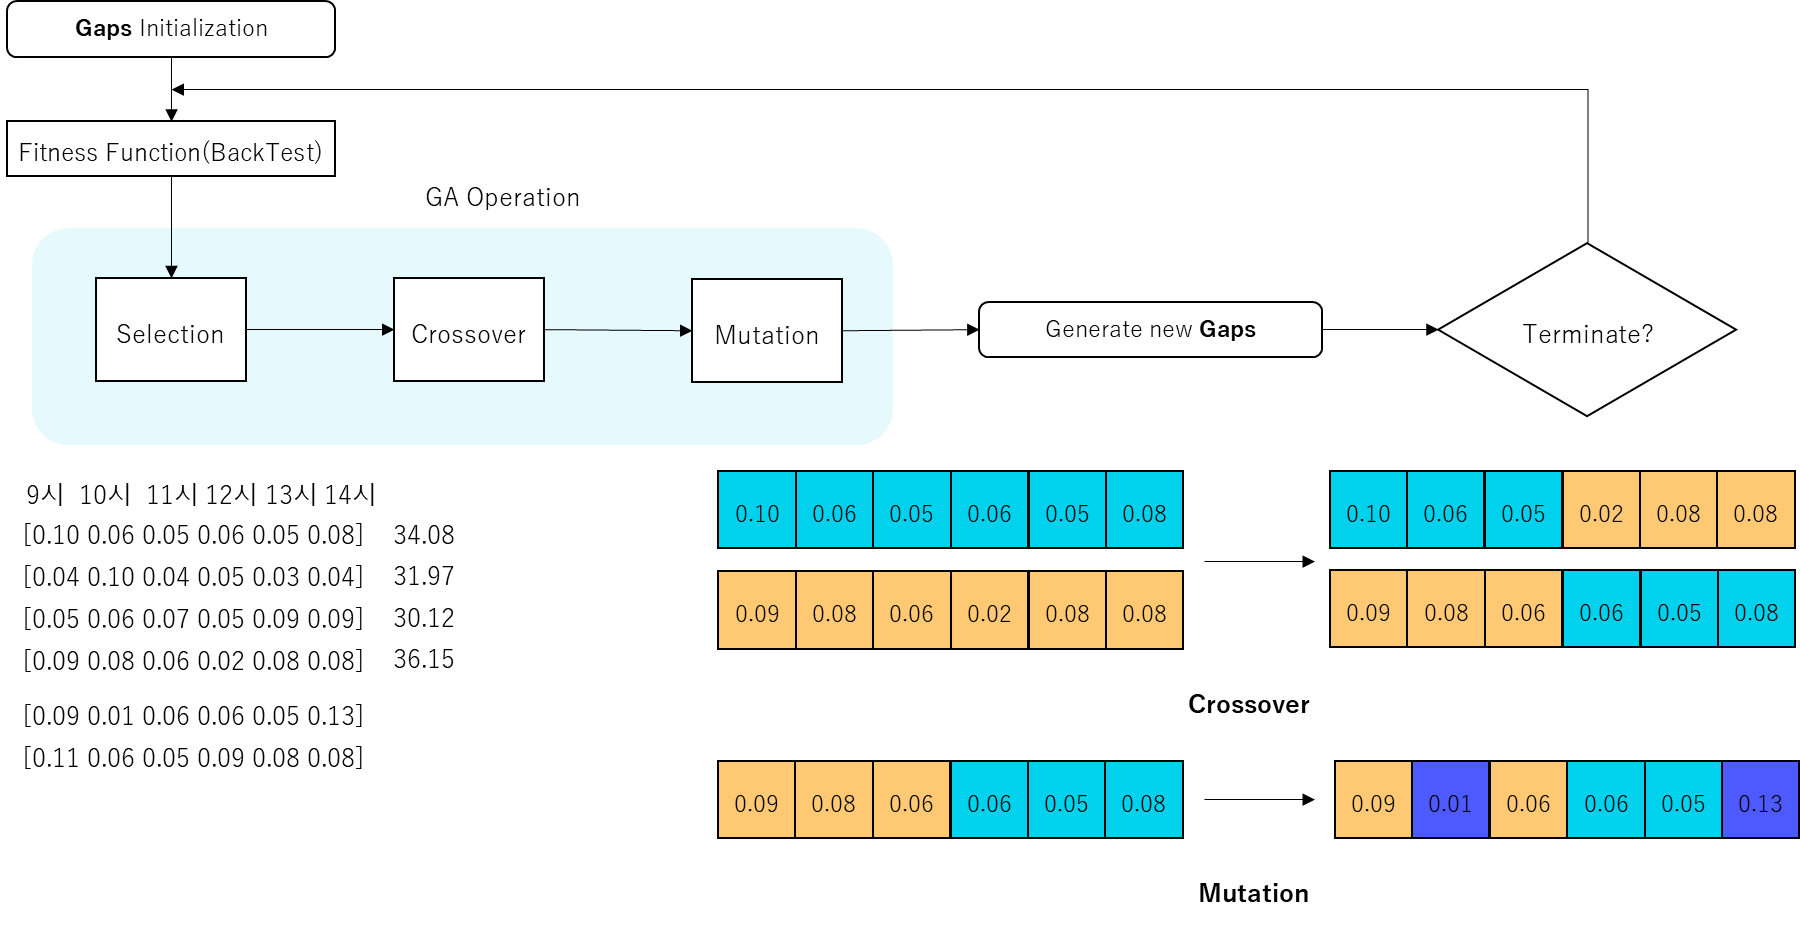 Gaps Initialization
Fitness Function(BackTest)
GA Operation
Selection
Crossover
Mutation
Generate new Gaps
Terminate?
9시 10시 11시 12시 13시 14시
[0.10 0.06 0.05 0.06 0.05 0.08] 34.08
[0.04 0.10 0.04 0.05 0.03 0.04] 31.97
[0.05 0.06 0.07 0.05 0.09 0.09] 30.12
[0.09 0.08 0.06 0.02 0.08 0.08] 36.15
[0.09 0.01 0.06 0.06 0.05 0.13]
[0.11 0.06 0.05 0.09 0.08 0.08]
0.10 0.06 0.05 0.06 0.05 0.08
0.09 0.08 0.06 0.02 0.08 0.08
0.10 0.06 0.05 0.02 0.08 0.08
0.09 0.08 0.06 0.06 0.05 0.08
Crossover
0.09 0.08 0.06 0.06 0.05 0.08
0.09 0.01 0.06 0.06 0.05 0.13
Mutation